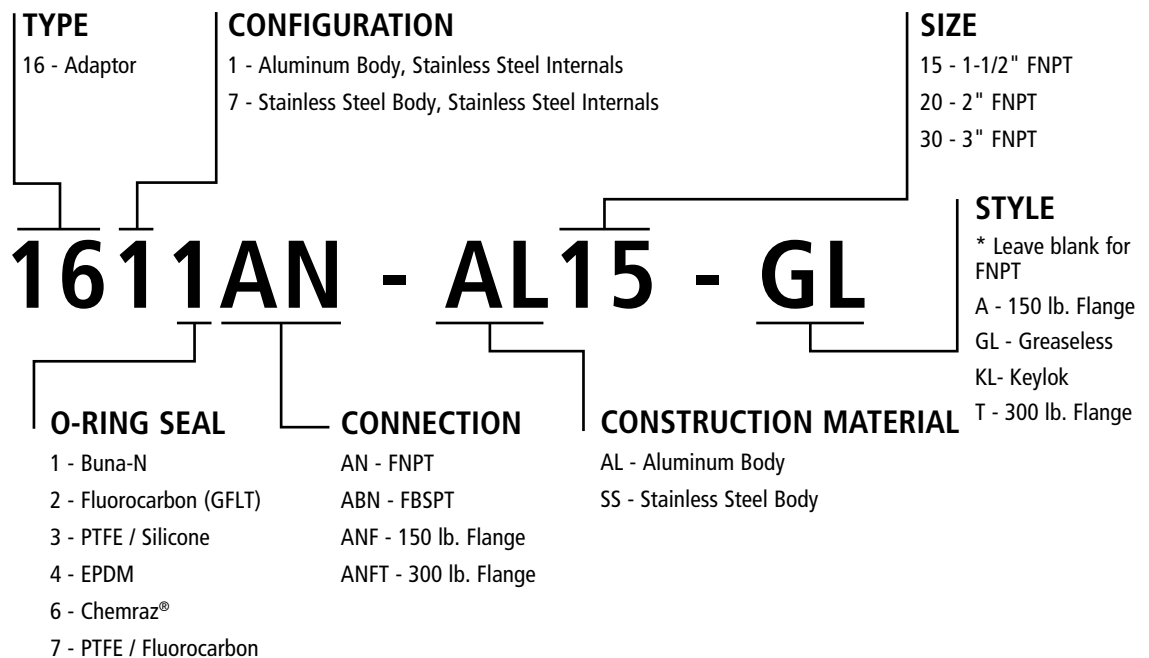 TYPE
16 - Adaptor
CONFIGURATION
1 - Aluminum Body, Stainless Steel Internals
7 - Stainless Steel Body, Stainless Steel Internals
SIZE
15 - 1-1/2" FNPT
20 - 2" FNPT
30 - 3" FNPT
STYLE
* Leave blank for
FNPT
A - 150 lb. Flange
GL - Greaseless
KL- Keylok
T - 300 lb. Flange
1611AN - AL15 - GL
O-RING SEAL
1 - Buna-N
2 - Fluorocarbon (GFLT)
3 - PTFE / Silicone
4 - EPDM
6 - Chemraz®
7 - PTFE / Fluorocarbon
CONNECTION
AN - FNPT
ABN - FBSPT
ANF - 150 lb. Flange
ANFT - 300 lb. Flange
CONSTRUCTION MATERIAL
AL - Aluminum Body
SS - Stainless Steel Body